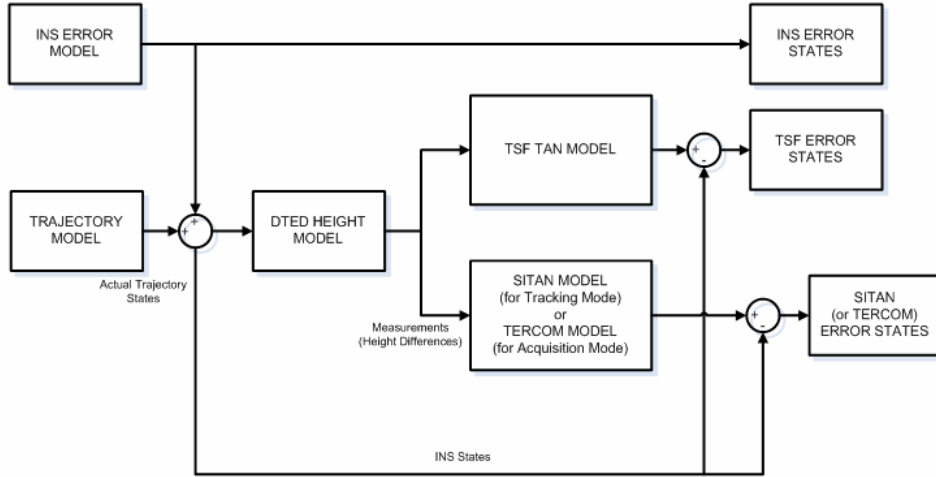 INS ERROR
MODEL
INS ERROR
STATES
TSF TAN MODEL
+
-
TSF ERROR
STATES
TRAJECTORY
MODEL
+
+
DTED HEIGHT
MODEL
Actual Trajectory
States
SITAN MODEL
(for Tracking Mode)
or
TERCOM MODEL
(for Acquisition Mode)
Measurements
(Height Differences)
+
-
SITAN
(or TERCOM)
ERROR STATES
INS States